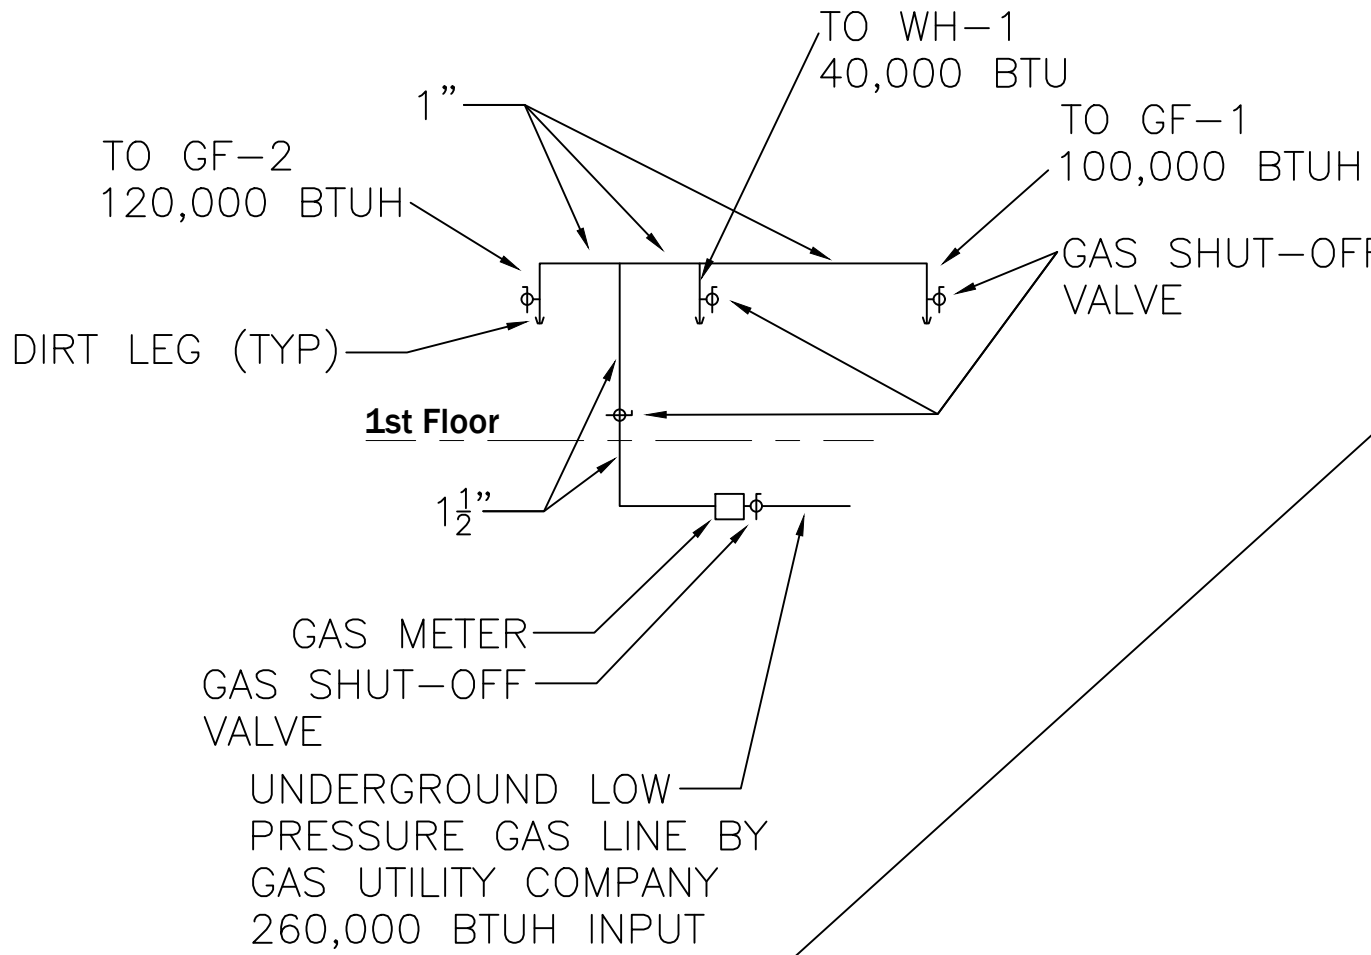 TO WH-1
40,000 BTU
1"
TO GF-1
100,000 BTUH
TO GF-2
120,000 BTUH
GAS SHUT-OFF
VALVE
DIRT LEG (TYP)
1st Floor
1 1/2"
GAS METER
GAS SHUT-OFF
VALVE
UNDERGROUND LOW
PRESSURE GAS LINE BY
GAS UTILITY COMPANY
260,000 BTUH INPUT